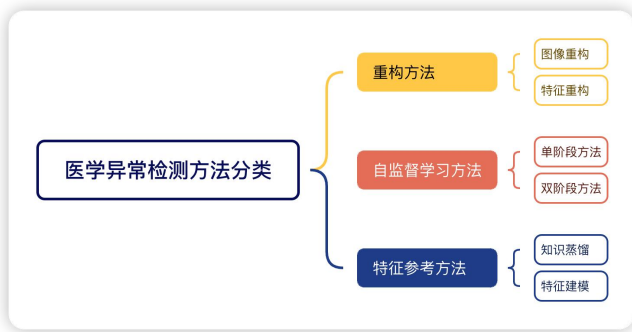 医学异常检测方法分类
重构方法
图像重构
特征重构
自监督学习方法
单阶段方法
双阶段方法
特征参考方法
知识蒸馏
特征建模